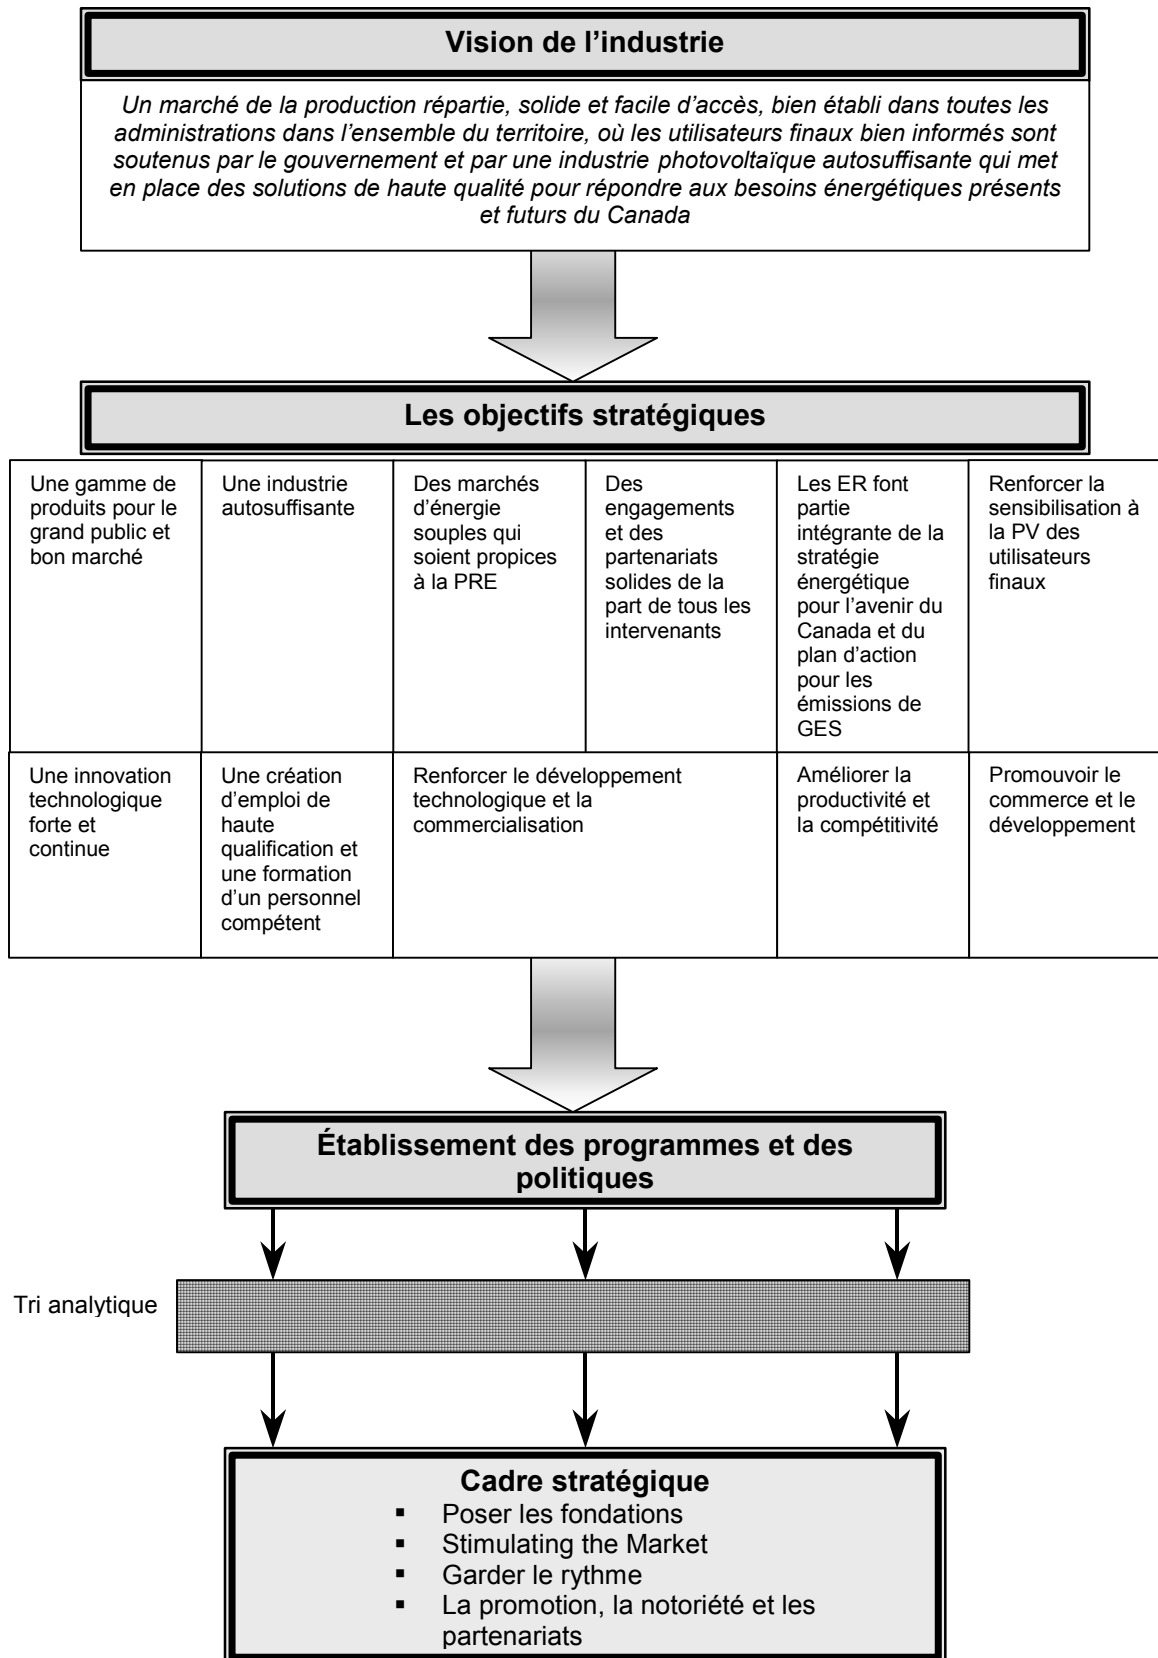 Vision de l’industrie
Un marché de la production répartie, solide et facile d’accès, bien établi dans toutes les
administrations dans l’ensemble du territoire, où les utilisateurs finaux bien informés sont
soutenus par le gouvernement et par une industrie photovoltaïque autosuffisante qui met
en place des solutions de haute qualité pour répondre aux besoins énergétiques présents
et futurs du Canada
Les objectifs stratégiques
Une gamme de
produits pour le
grand public et
bon marché
Une industrie
autosuffisante
Des marchés
d’énergie
souples qui
soient propices
à la PRE
Des
engagements
et des
partenariats
solides de la
part de tous les
intervenants
Les ER font
partie
intégrante de la
stratégie
énergétique
pour l’avenir du
Canada et du
plan d’action
pour les
émissions de
GES
Renforcer la
sensibilisation à
la PV des
utilisateurs
finaux
Une innovation
technologique
forte et
continue
Une création
d’emploi de
haute
qualification et
une formation
d’un personnel
compétent
Renforcer le développement
technologique et la
commercialisation
Améliorer la
productivité et
la compétitivité
Promouvoir le
commerce et le
développement
Établissement des programmes et des
politiques
Tri analytique
Cadre stratégique
▪ Poser les fondations
▪ Stimulating the Market
▪ Garder le rythme
▪ La promotion, la notoriété et les
partenariats